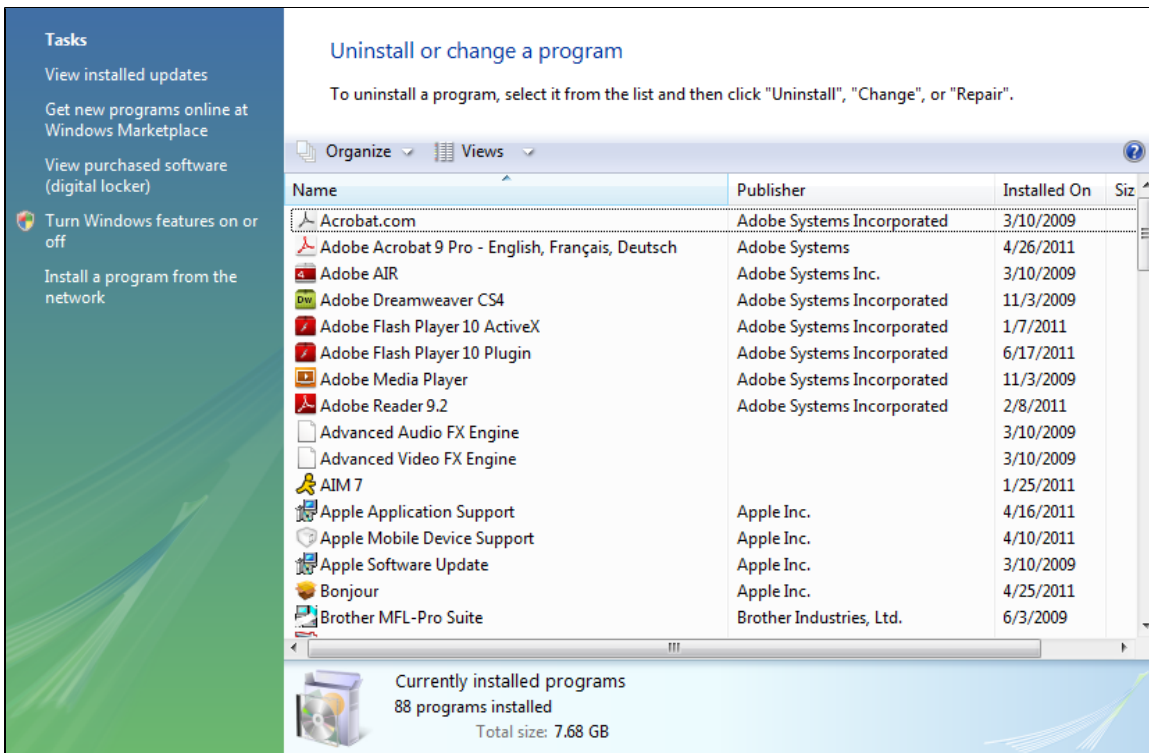 Tasks
View installed updates
Get new programs online at
Windows Marketplace
View purchased software
(digital locker)
Turn Windows features on or
off
Install a program from the
network
Uninstall or change a program
To uninstall a program, select it from the list and then click "Uninstall", "Change", or "Repair".
Organize Views
Name Publisher Installed On Siz
Acrobat.com Adobe Systems Incorporated 3/10/2009
Adobe Acrobat 9 Pro - English, Français, Deutsch Adobe Systems 4/26/2011
Adobe AIR Adobe Systems Inc. 3/10/2009
Adobe Dreamweaver CS4 Adobe Systems Incorporated 11/3/2009
Adobe Flash Player 10 ActiveX Adobe Systems Incorporated 1/7/2011
Adobe Flash Player 10 Plugin Adobe Systems Incorporated 6/17/2011
Adobe Media Player Adobe Systems Incorporated 11/3/2009
Adobe Reader 9.2 Adobe Systems Incorporated 2/8/2011
Advanced Audio FX Engine 3/10/2009
Advanced Video FX Engine 3/10/2009
AIM 7 1/25/2011
Apple Application Support Apple Inc. 4/16/2011
Apple Mobile Device Support Apple Inc. 4/10/2011
Apple Software Update Apple Inc. 3/10/2009
Bonjour Apple Inc. 4/25/2011
Brother MFL-Pro Suite Brother Industries, Ltd. 6/3/2009
Currently installed programs
88 programs installed
Total size: 7.68 GB